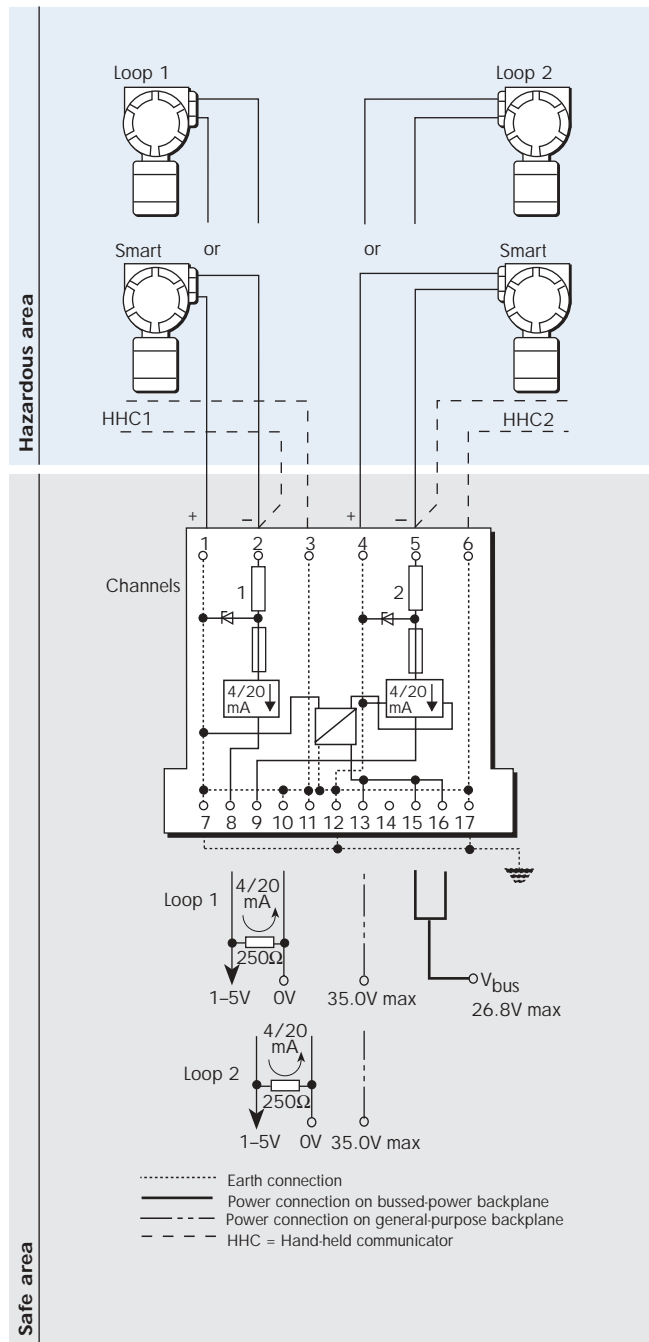 Hazardous area
Loop 1
Loop 2
Smart or
or Smart
HHC1
HHC2
+ – + –
1 2 3 4 5 6
Channels
1
2
4/20
mA
4/20
mA
7 8 9 10 11 12 13 14 15 16 17
Loop 1
4/20
mA
250Ω
1–5V 0V 35.0V max
Vbus
26.8V max
Loop 2
4/20
mA
250Ω
1–5V 0V 35.0V max
Earth connection
Power connection on bussed-power backplane
Power connection on general-purpose backplane
HHC = Hand-held communicator
Safe area